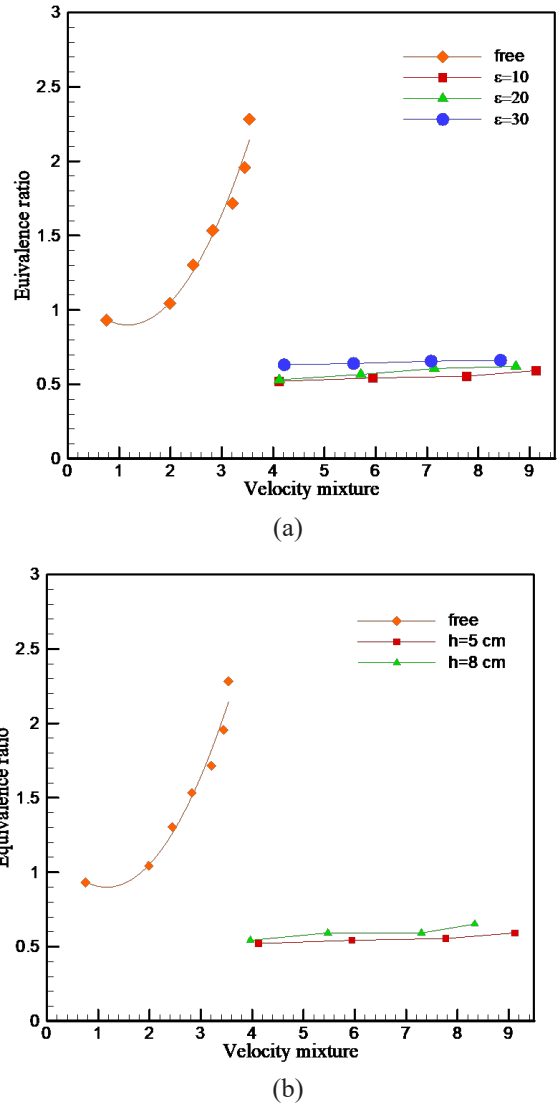 3
2.5
2
1.5
1
0.5
0
Euivalence ratio
free
ε=10
ε=20
ε=30
0 1 2 3 4 5 6 7 8 9
Velocity mixture
(a)
3
2.5
2
1.5
1
0.5
0
Equivalence ratio
free
h=5 cm
h=8 cm
0 1 2 3 4 5 6 7 8 9
Velocity mixture
(b)